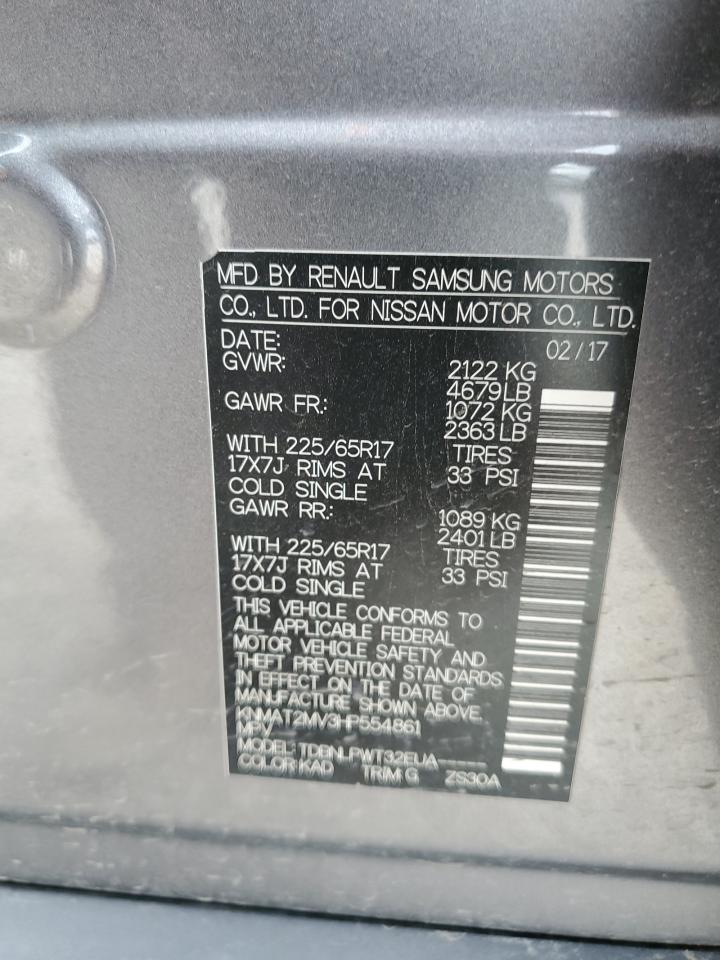 MFD BY RENAULT SAMSUNG MOTORS
CO., LTD. FOR NISSAN MOTOR CO., LTD.
DATE: 02/17
GVWR: 2122 KG
4679LB
GAWR FR.: 1072 KG
2363 LB
WITH 225/65R17 TIRES
17X7J RIMS AT 33 PSI
COLD SINGLE
GAWR RR.: 1089 KG
2401 LB
WITH 225/65R17 TIRES
17X7J RIMS AT 33 PSI
COLD SINGLE
THIS VEHICLE CONFORMS TO
ALL APPLICABLE FEDERAL
MOTOR VEHICLE SAFETY AND
THEFT PREVENTION STANDARDS
IN EFFECT ON THE DATE OF
MANUFACTURE SHOWN ABOVE.
KNMAT2MV3HP554861
MPV
MODEL: TDBNLPWT32EUA------
COLOR: KAD TRIM: G ZS30A